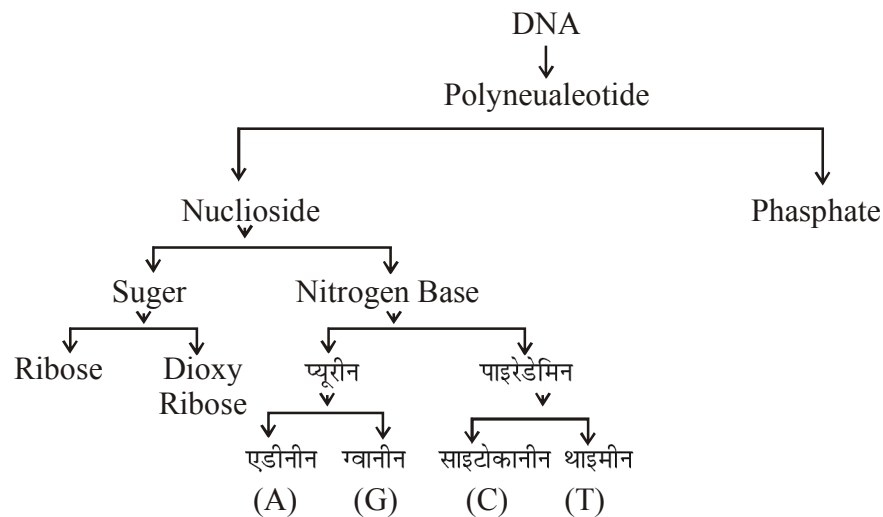 DNA
Polyneualeotide
Nuclioside Phasphate
Suger Nitrogen Base
Ribose Dioxy Ribose प्यूरीन पाइरेडेमिन
एडीनीन ग्वानीन साइटोकानीन थाइमीन
(A) (G) (C) (T)